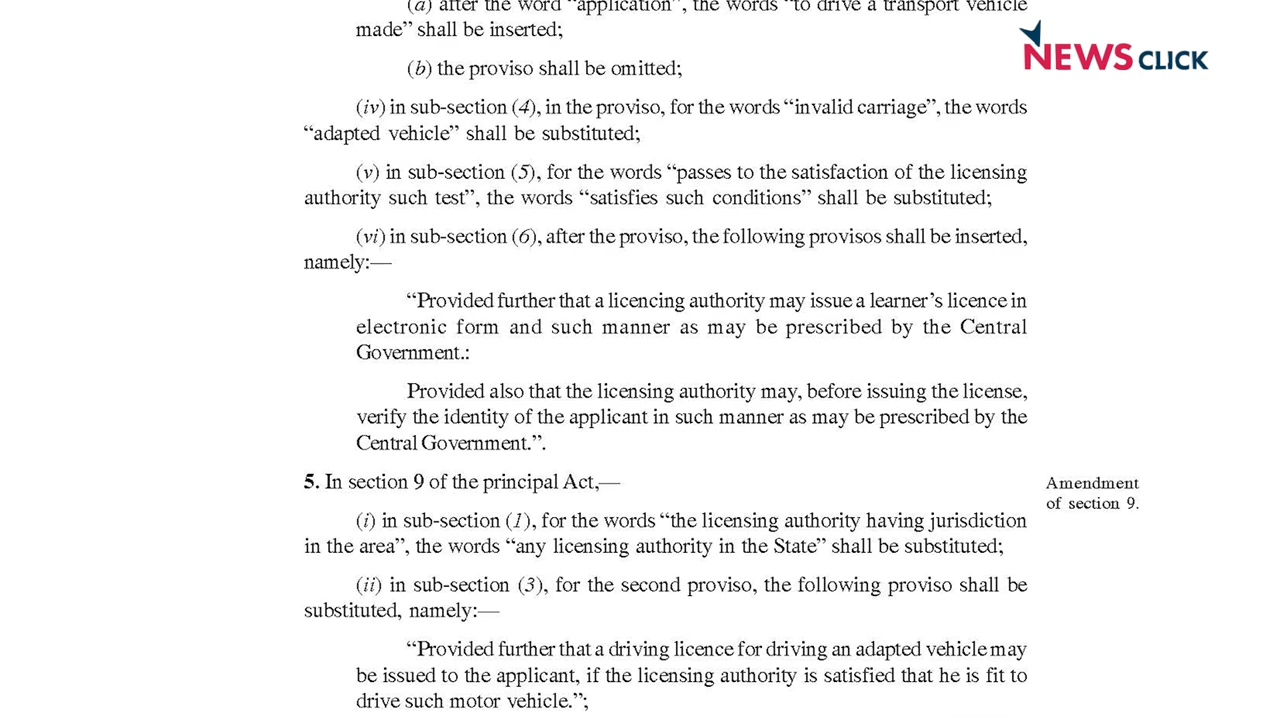 (a) after the word “application”, the words “to drive a transport vehicle
made” shall be inserted;
NEWS CLICK
(b) the proviso shall be omitted;
(iv) in sub-section (4), in the proviso, for the words “invalid carriage”, the words
“adapted vehicle” shall be substituted;
(v) in sub-section (5), for the words “passes to the satisfaction of the licensing
authority such test”, the words “satisfies such conditions” shall be substituted;
(vi) in sub-section (6), after the proviso, the following provisos shall be inserted,
namely:—
“Provided further that a licencing authority may issue a learner’s licence in
electronic form and such manner as may be prescribed by the Central
Government.:
Provided also that the licensing authority may, before issuing the license,
verify the identity of the applicant in such manner as may be prescribed by the
Central Government.”.
5. In section 9 of the principal Act,—
Amendment
of section 9.
(i) in sub-section (1), for the words “the licensing authority having jurisdiction
in the area”, the words “any licensing authority in the State” shall be substituted;
(ii) in sub-section (3), for the second proviso, the following proviso shall be
substituted, namely:—
“Provided further that a driving licence for driving an adapted vehicle may
be issued to the applicant, if the licensing authority is satisfied that he is fit to
drive such motor vehicle.”;